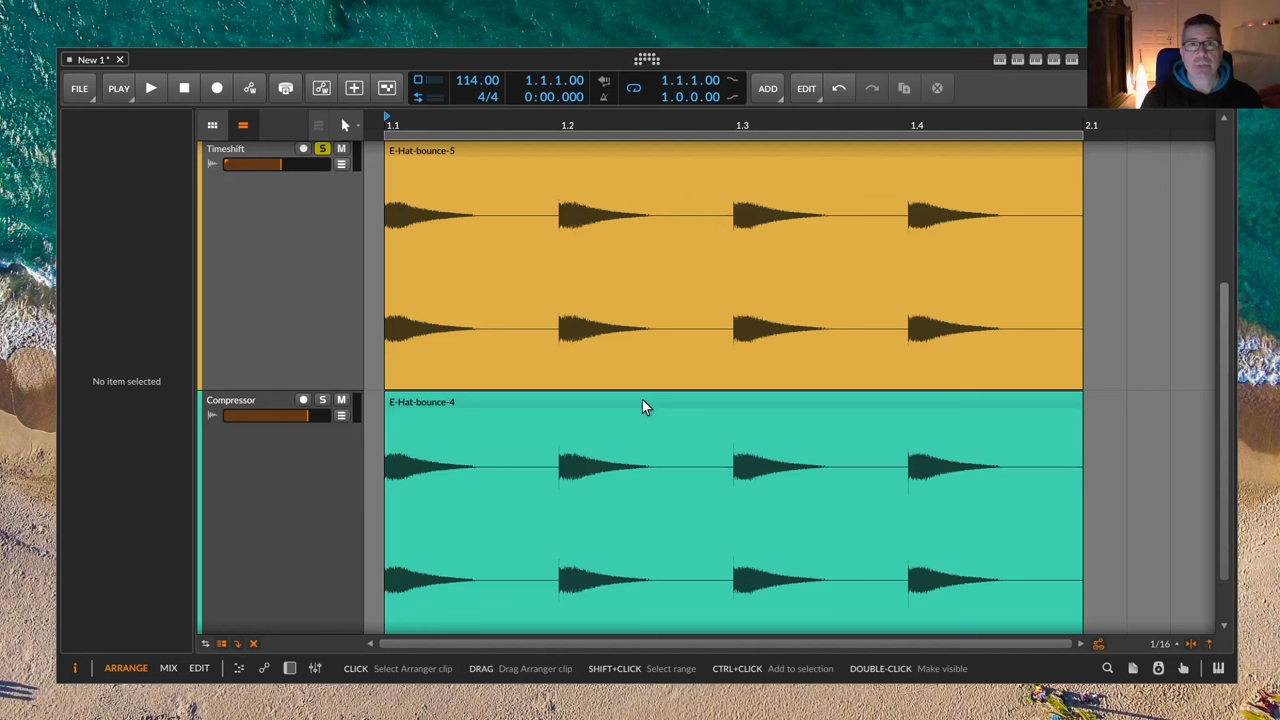 New 1*
FILE
PLAY
114.00
4/4
1.1.1.00
0:00.000
1.1.1.00
1.0.0.00
ADD
EDIT
1.1
1.2
1.3
1.4
2.1
Timeshift
S
M
E-Hat-bounce-5
No item selected
Compressor
S
M
E-Hat-bounce-4
1/16
i
ARRANGE
MIX
EDIT
CLICK Select Arranger clip
DRAG Drag Arranger clip
SHIFT+CLICK Select range
CTRL+CLICK Add to selection
DOUBLE-CLICK Make visible